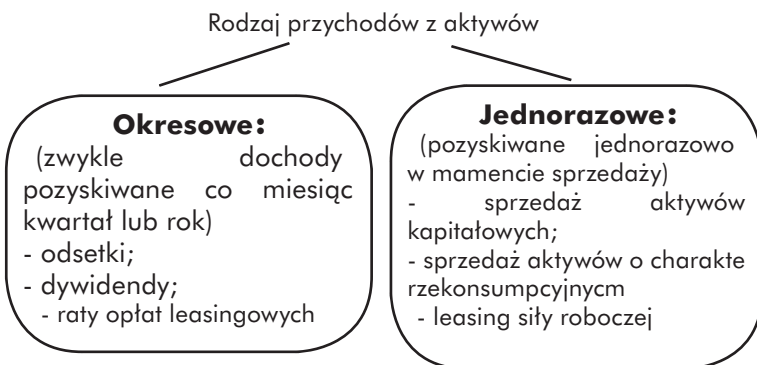 Rodzaj przychodów z aktywów
Okresowe:
(zwykle dochody
pozyskiwane co miesiąc
kwartał lub rok)
- odsetki;
- dywidendy;
- raty opłat leasingowych
Jednorazowe:
(pozyskiwane jednorazowo
w mamencie sprzedaży)
- sprzedaż aktywów
kapitałowych;
- sprzedaż aktywów o charakte
rzekonsumpcyjnycm
- leasing siły roboczej